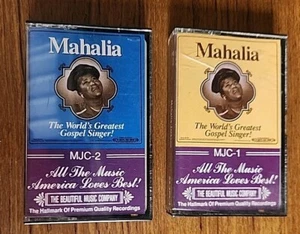 Mahalia
The World's Greatest
Gospel Singer!
MJC-2
All The Music
America Loves Best!
THE BEAUTIFUL MUSIC COMPANY
The Hallmark Of Premium Quality Recordings
Mahalia
The World's Greatest
Gospel Singer!
MJC-1
All The Music
America Loves Best!
THE BEAUTIFUL MUSIC COMPANY
The Hallmark Of Premium Quality Recordings